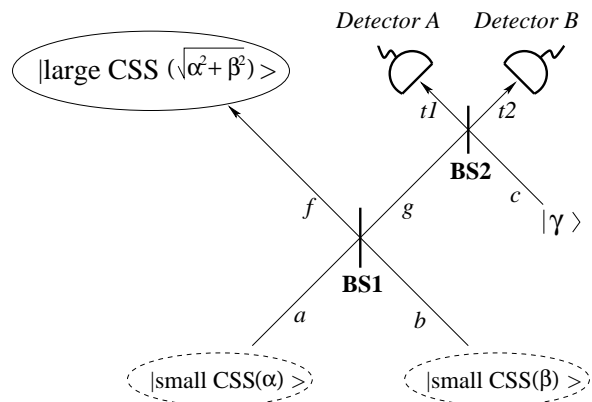 Detector A
Detector B
|large CSS (√α²+β²) >
t1
t2
BS2
f
g
c
|γ⟩
BS1
a
b
|small CSS(α) >
|small CSS(β) >